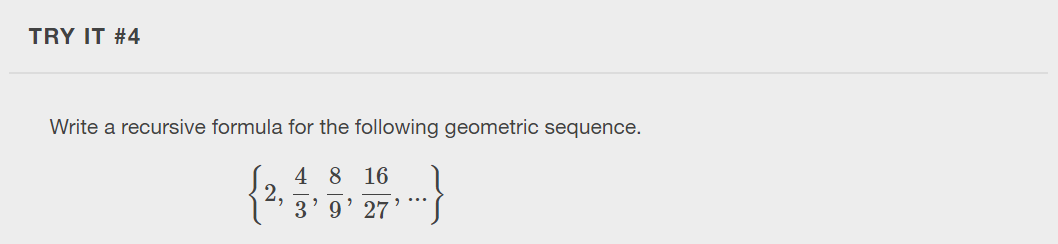 TRY IT #4
Write a recursive formula for the following geometric sequence.
{2, 4/3, 8/9, 16/27, ...}